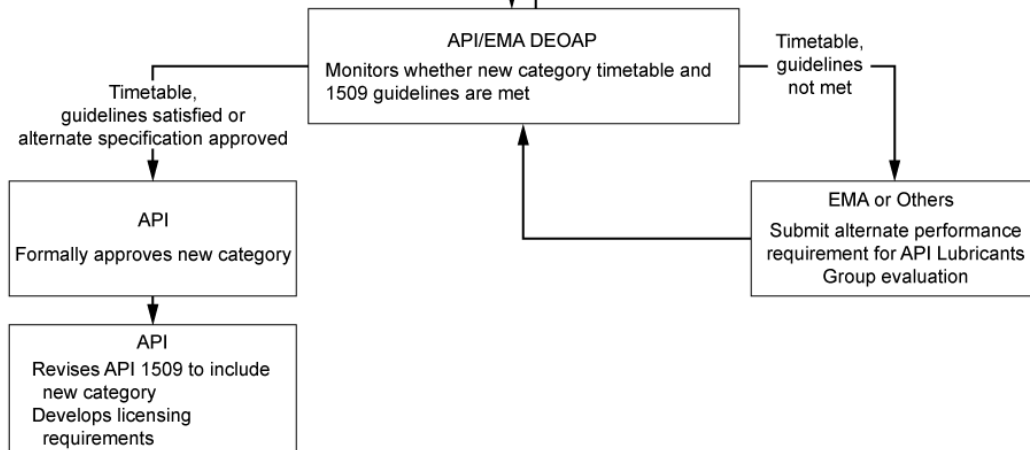 API/EMA DEOAP
Monitors whether new category timetable and
1509 guidelines are met
Timetable,
guidelines
not met
Timetable,
guidelines satisfied or
alternate specification approved
API
Formally approves new category
EMA or Others
Submit alternate performance
requirement for API Lubricants
Group evaluation
API
Revises API 1509 to include
new category
Develops licensing
requirements